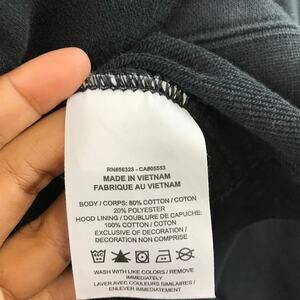 RN#56323 - CA#05553
MADE IN VIETNAM
FABRIQUE AU VIETNAM
BODY / CORPS: 80% COTTON / COTON
20% POLYESTER
HOOD LINING / DOUBLURE DE CAPUCHE:
100% COTTON / COTON
EXCLUSIVE OF DECORATION /
DECORATION NON COMPRISE
WASH WITH LIKE COLORS / REMOVE
IMMEDIATELY
LAVER AVEC COULEURS SIMILAIRES /
ENLEVER IMMEDIATEMENT